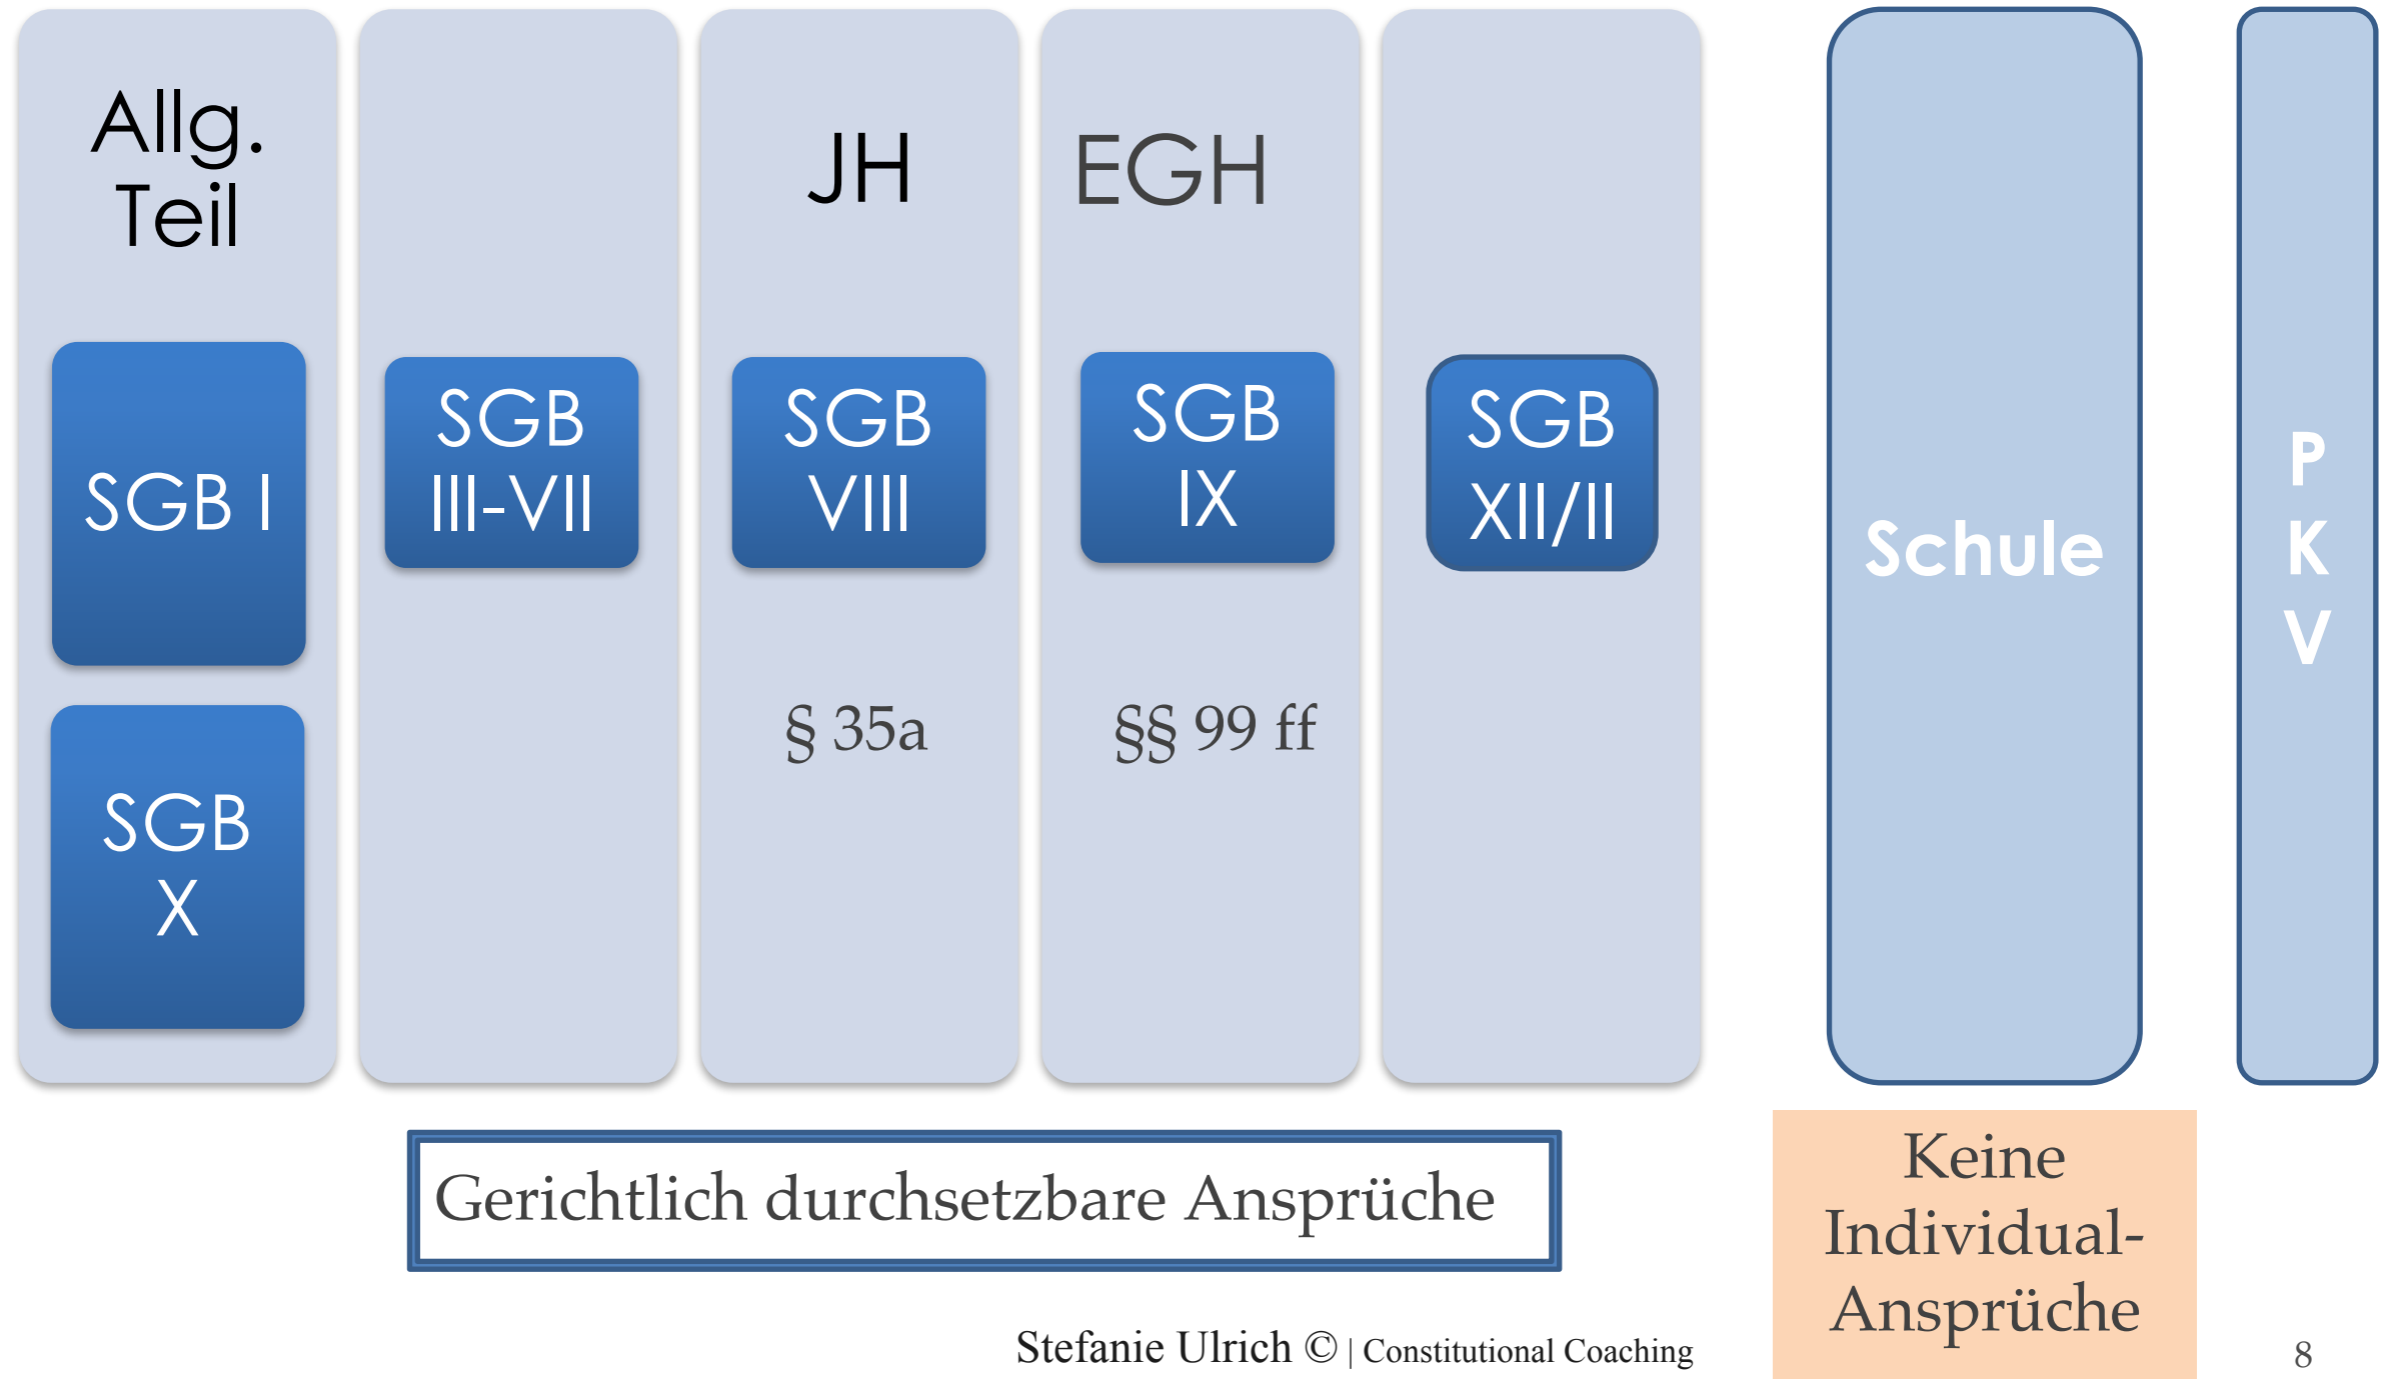 Allg.
Teil
SGB I
SGB
X
SGB
III-VII
JH
SGB
VIII
§ 35a
EGH
SGB
IX
§§ 99 ff
SGB
XII/II
Schule
P
K
V
Gerichtlich durchsetzbare Ansprüche
Keine
Individual-
Ansprüche
Stefanie Ulrich © | Constitutional Coaching
8